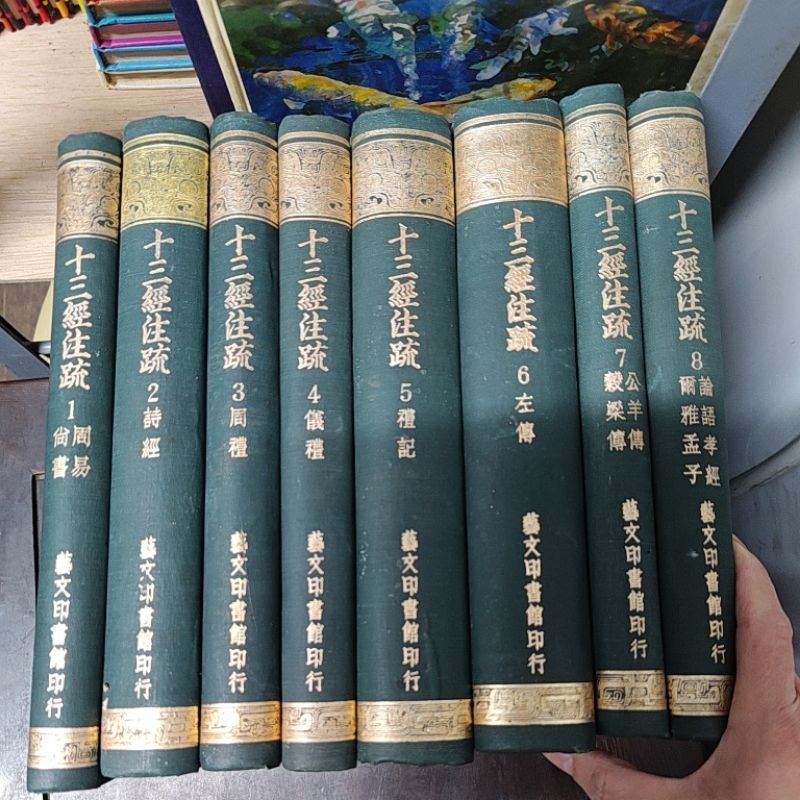 十三經注疏
1 周易 尚書
藝文印書館印行
十三經注疏
2 詩經
藝文印書館印行
十三經注疏
3 周禮
藝文印書館印行
十三經注疏
4 儀禮
藝文印書館印行
十三經注疏
5 禮記
藝文印書館印行
十三經注疏
6 左傳
藝文印書館印行
十三經注疏
7 公羊傳 穀梁傳
藝文印書館印行
十三經注疏
8 論語孝經 爾雅孟子
藝文印書館印行